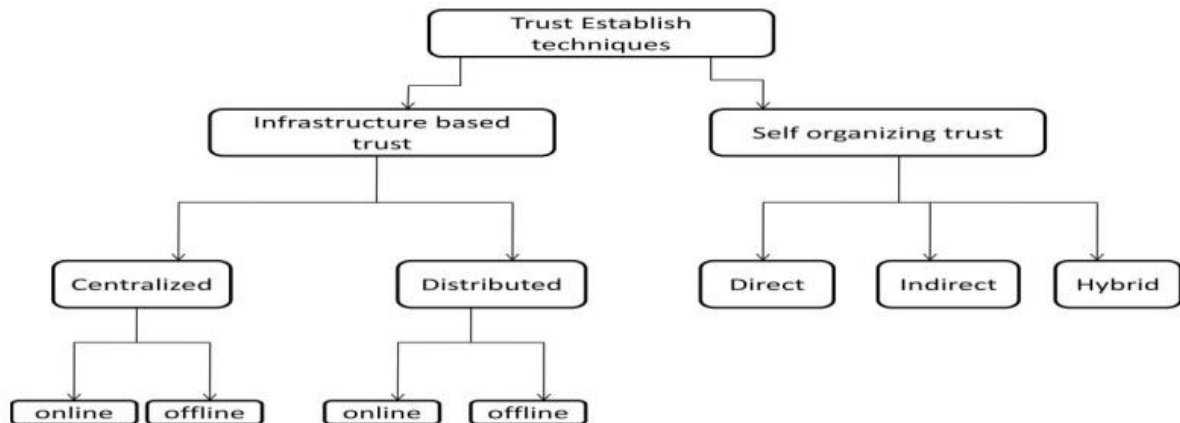 Trust Establish
techniques
Infrastructure based
trust
Self organizing trust
Centralized
Distributed
Direct
Indirect
Hybrid
online
offline
online
offline